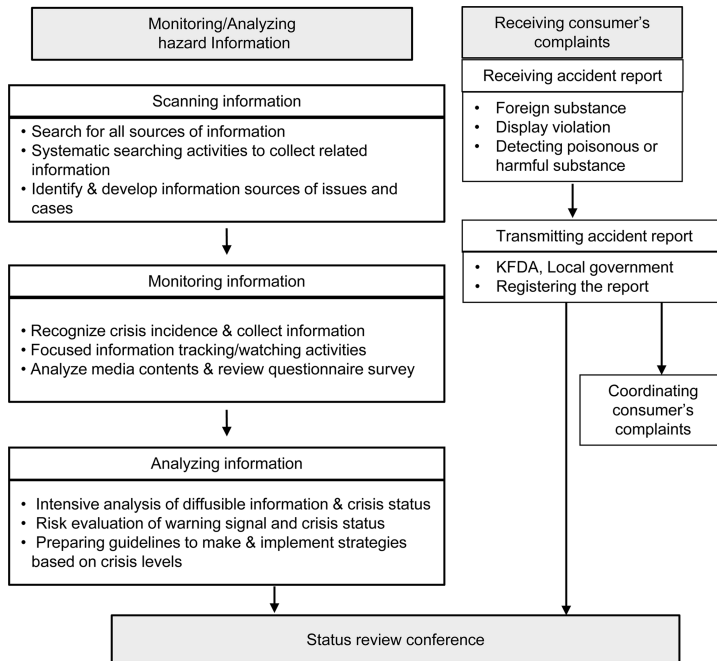 Monitoring/Analyzing
hazard Information
Scanning information
• Search for all sources of information
• Systematic searching activities to collect related
information
• Identify & develop information sources of issues and
cases
Monitoring information
• Recognize crisis incidence & collect information
• Focused information tracking/watching activities
• Analyze media contents & review questionnaire survey
Analyzing information
• Intensive analysis of diffusible information & crisis status
• Risk evaluation of warning signal and crisis status
• Preparing guidelines to make & implement strategies
based on crisis levels
Receiving consumer's
complaints
Receiving accident report
• Foreign substance
• Display violation
• Detecting poisonous or
harmful substance
Transmitting accident report
• KFDA, Local government
• Registering the report
Coordinating
consumer's
complaints
Status review conference